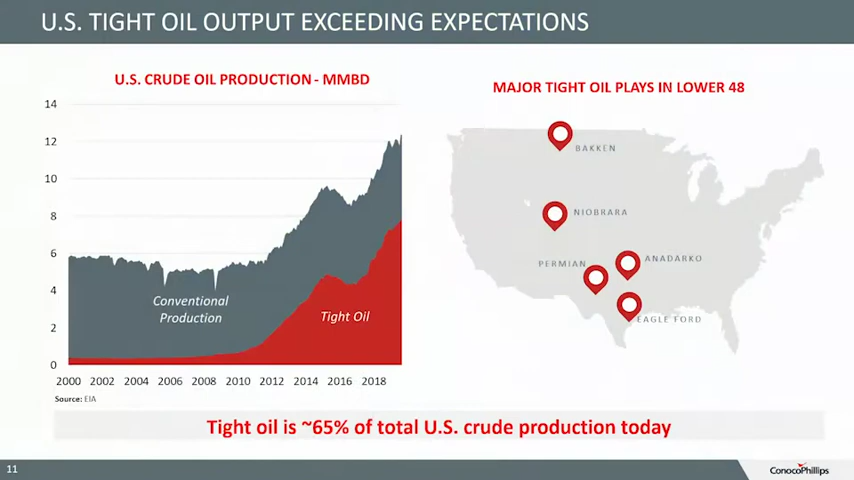 U.S. TIGHT OIL OUTPUT EXCEEDING EXPECTATIONS
U.S. CRUDE OIL PRODUCTION - MMBD
14
12
10
8
6
4
2
0
Conventional
Production
Tight Oil
2000 2002 2004 2006 2008 2010 2012 2014 2016 2018
Source: EIA
MAJOR TIGHT OIL PLAYS IN LOWER 48
BAKKEN
NIOBRARA
PERMIAN
ANADARKO
EAGLE FORD
Tight oil is ~65% of total U.S. crude production today
11
ConocoPhillips